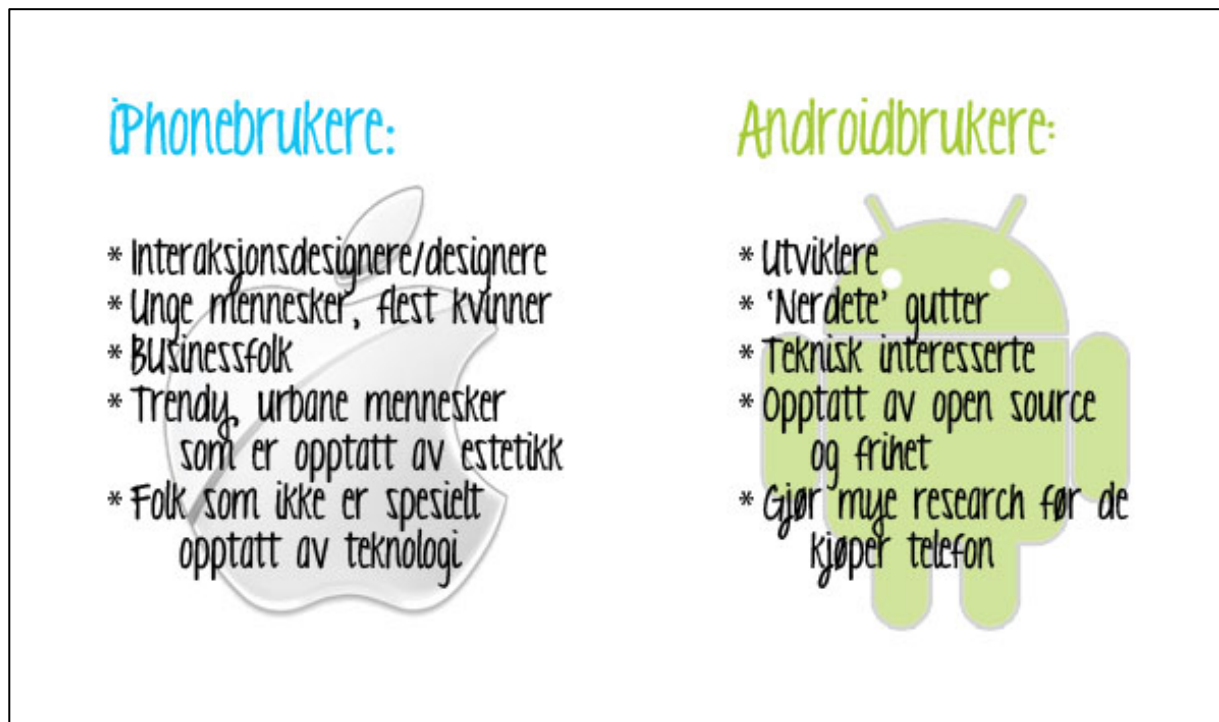 iPhonebrukere:
* Interaksjonsdesignere/designere
* Unge mennesker, flest kvinner
* BUsinessfolk
* Trendy, urbane mennesker
som er opptatt av estetikk
* Folk som ikke er spesielt
opptatt av teknologi
Androidbrukere:
* Utviklere
* 'Nerdete' gutter
* Teknisk interesserte
* Opptatt av open source
og frihet
* Gjør mye research før de
kjøper telefon